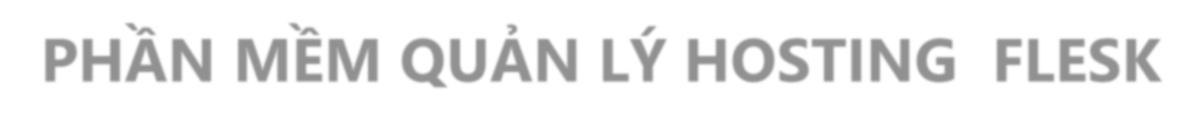 PHẦN MỀM QUẢN LÝ HOSTING FLESK